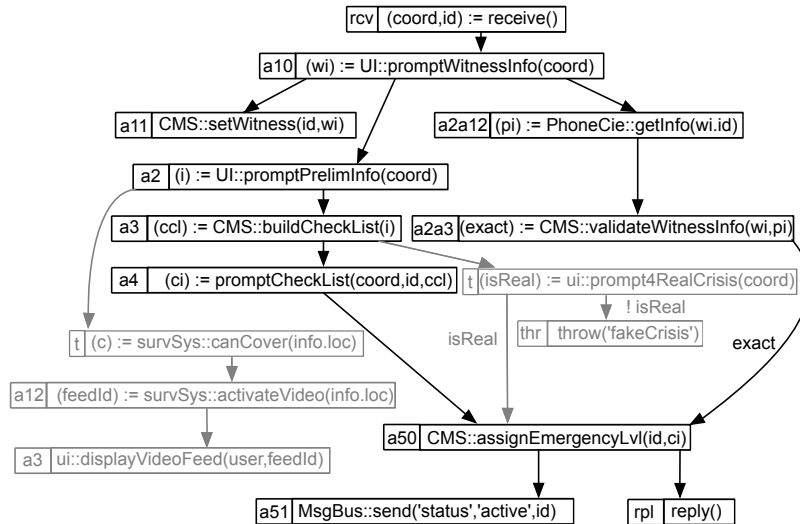 rcv (coord,id) := receive()
a10 (wi) := UI::promptWitnessInfo(coord)
a11 CMS::setWitness(id,wi)
a2a12 (pi) := PhoneCie::getInfo(wi.id)
a2 (i) := UI::promptPrelimInfo(coord)
a3 (ccl) := CMS::buildCheckList(i)
a2a3 (exact) := CMS::validateWitnessInfo(wi,pi)
a4 (ci) := promptCheckList(coord,id,ccl)
t (isReal) := ui::prompt4RealCrisis(coord)
! isReal
t (c) := survSys::canCover(info.loc)
isReal
thr throw('fakeCrisis')
exact
a12 (feedId) := survSys::activateVideo(info.loc)
a50 CMS::assignEmergencyLvl(id,ci)
a3 ui::displayVideoFeed(user,feedId)
a51 MsgBus::send('status','active',id)
rpl reply()